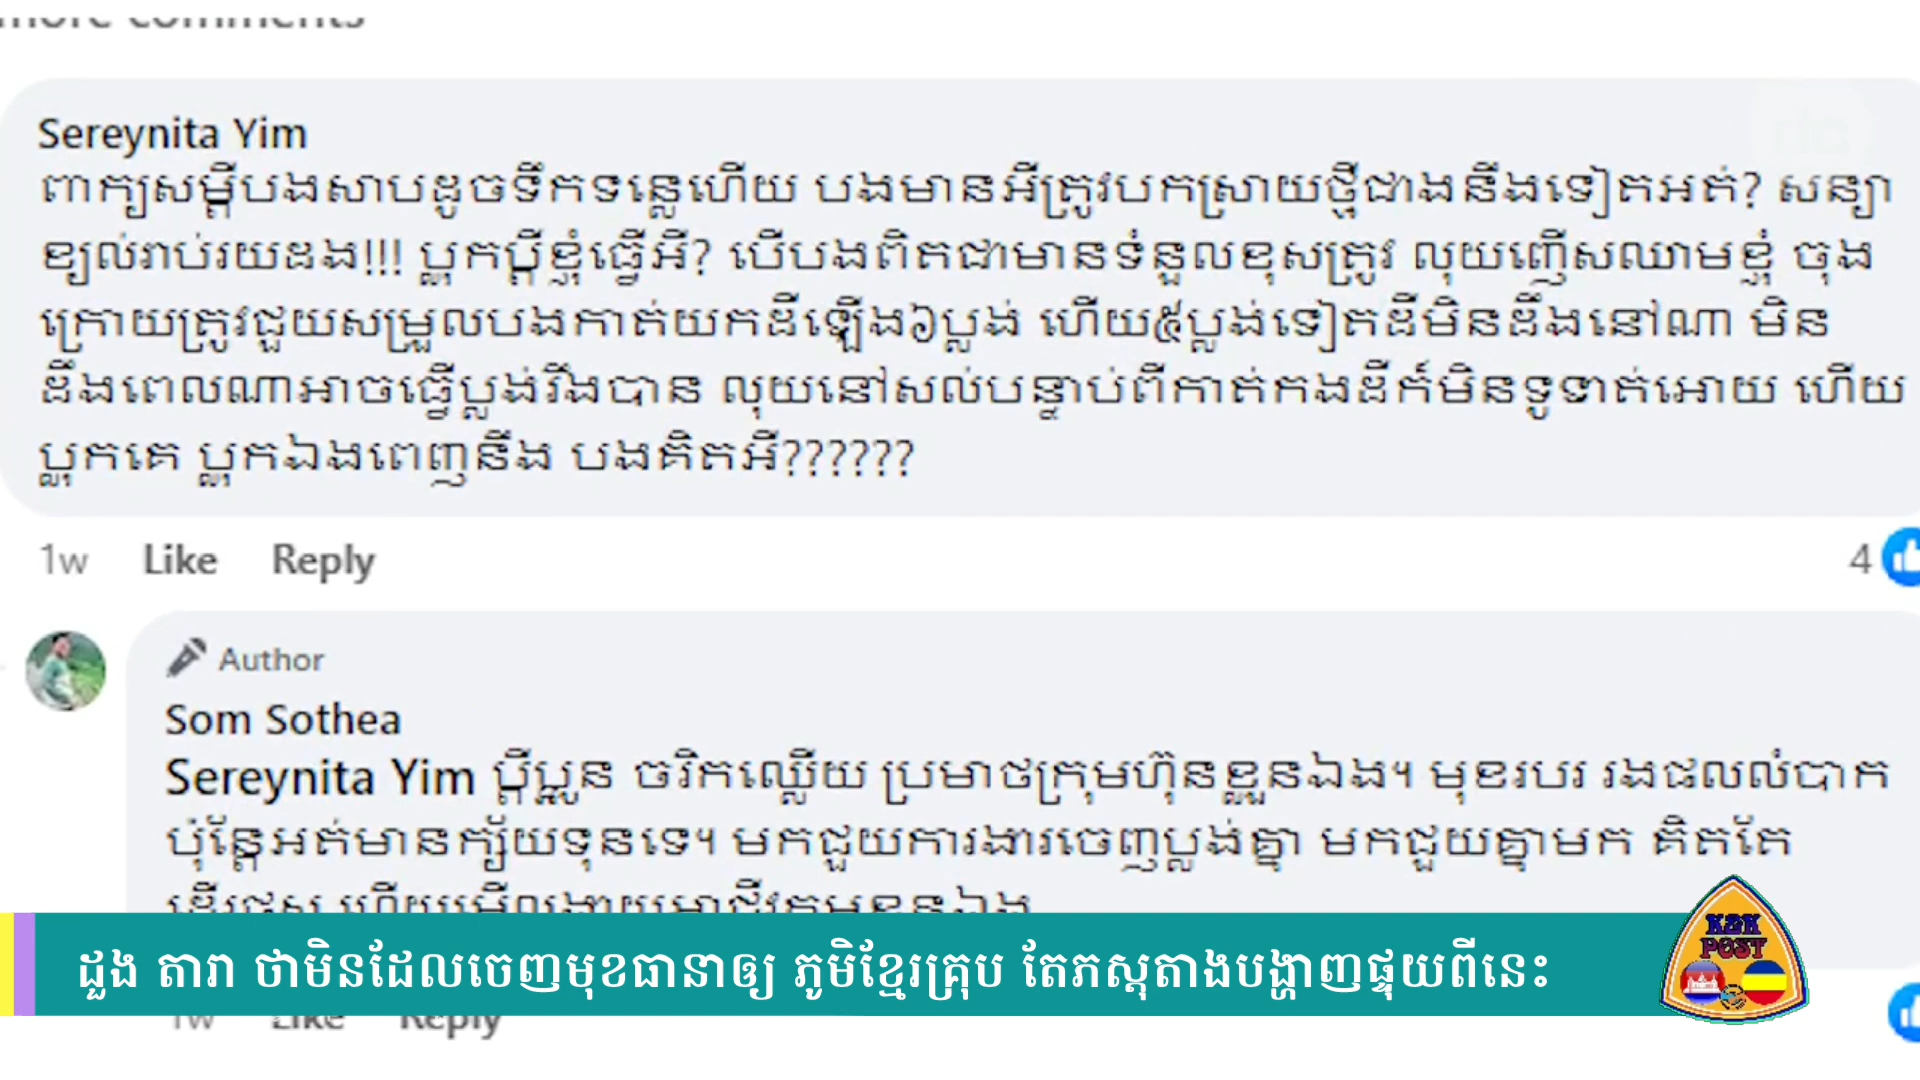 more comments
Sereynita Yim
ពាក្យសម្ដីបងសាបដូចទឹកទន្លេហើយ បងមានអីត្រូវបកស្រាយថ្មីជាងនឹងទៀតអត់? សន្យា
ខ្យល់រាប់រយដង!!! ប្លុកប្ដីខ្ញុំធ្វើអី? បើបងពិតជាមានទំនួលខុសត្រូវ លុយញើសឈាមខ្ញុំ ចុង
ក្រោយត្រូវជួយសម្រួលបងកាត់យកដីឡើង៦ប្លង់ ហើយ៥ប្លង់ទៀតដីមិនដឹងនៅណា មិន
ដឹងពេលណាអាចធ្វើប្លង់រឹងបាន លុយនៅសល់បន្ទាប់ពីកាត់កងដីក៍មិនទូទាត់អោយ ហើយ
ប្លុកគេ ប្លុកឯងពេញនឹង បងគិតអី??????
1w Like Reply
4
Author
Som Sothea
Sereynita Yim ប្ដីប្អូន ចរិកឈ្លើយ ប្រមាថក្រុមហ៊ុនខ្លួនឯង។ មុខរបរ រងផលលំបាក
ប៉ុន្តែអត់មានក្ស័យទុនទេ។ មកជួយការងារចេញប្លង់គ្នា មកជួយគ្នាមក គិតតែ
ដួង តារា ថាមិនដែលចេញមុខធានាឲ្យ ភូមិខ្មែរគ្រុប តែភស្តុតាងបង្ហាញផ្ទុយពីនេះ
K&K
POST
1w Like Reply